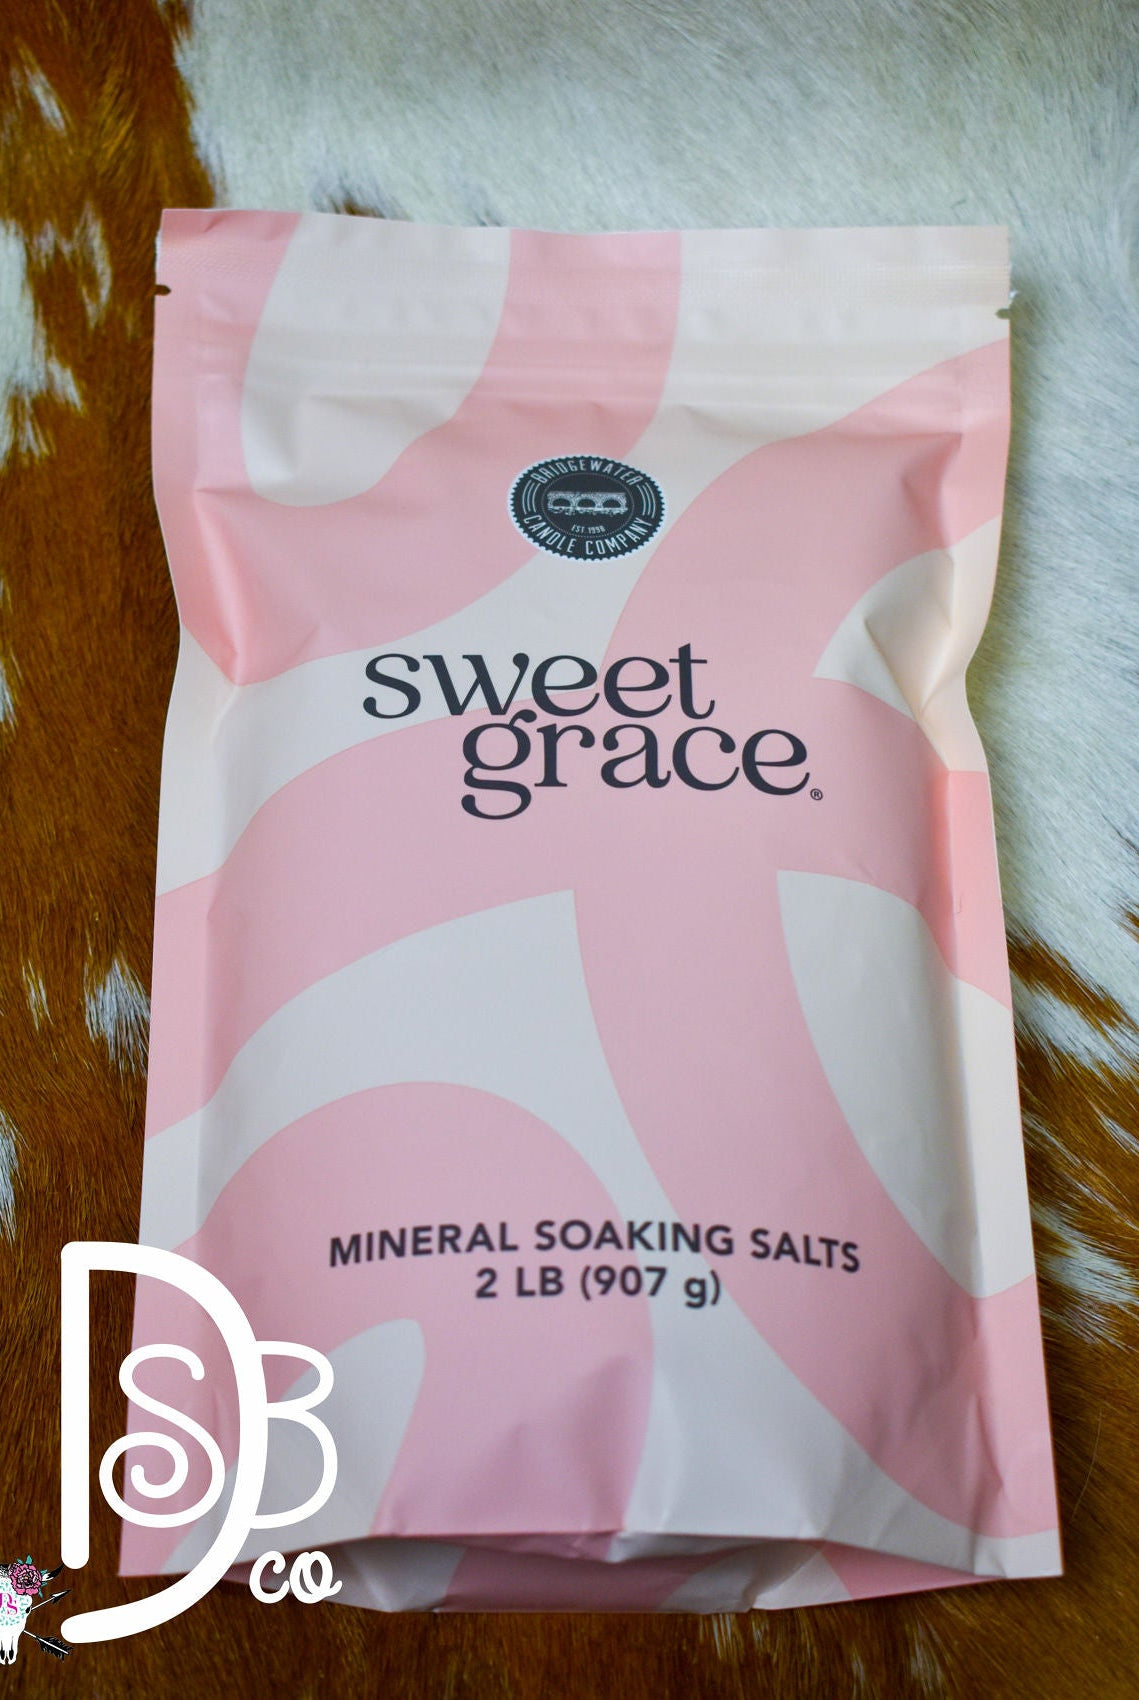 BRIDGEWATER
EST. 1998
CANDLE COMPANY
sweet
grace®
MINERAL SOAKING SALTS
2 LB (907 g)
DSB
co